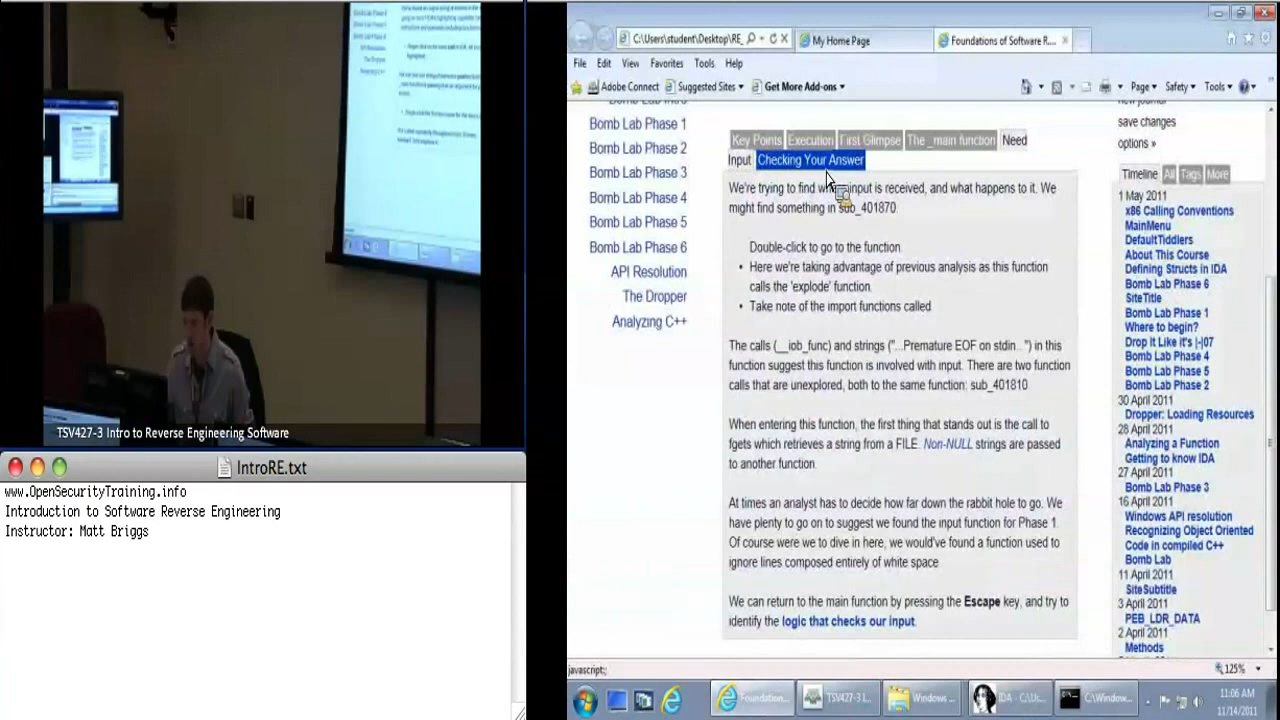 TSV427-3 Intro to Reverse Engineering Software
IntroRE.txt
www.OpenSecurityTraining.info
Introduction to Software Reverse Engineering
Instructor: Matt Briggs
C:\Users\student\Desktop\RE_
My Home Page
Foundations of Software R...
File Edit View Favorites Tools Help
Adobe Connect Suggested Sites Get More Add-ons
Page Safety Tools
Bomb Lab Intro
Bomb Lab Phase 1
Bomb Lab Phase 2
Bomb Lab Phase 3
Bomb Lab Phase 4
Bomb Lab Phase 5
Bomb Lab Phase 6
API Resolution
The Dropper
Analyzing C++
Key Points Execution First Glimpse The _main function Need
Input Checking Your Answer
We're trying to find input is received, and what happens to it. We
might find something in sub_401870.
Double-click to go to the function.
• Here we're taking advantage of previous analysis as this function
calls the 'explode' function.
• Take note of the import functions called
The calls (__iob_func) and strings ("...Premature EOF on stdin...") in this
function suggest this function is involved with input. There are two function
calls that are unexplored, both to the same function: sub_401810
When entering this function, the first thing that stands out is the call to
fgets which retrieves a string from a FILE. Non-NULL strings are passed
to another function.
At times an analyst has to decide how far down the rabbit hole to go. We
have plenty to go on to suggest we found the input function for Phase 1.
Of course were we to dive in here, we would've found a function used to
ignore lines composed entirely of white space
We can return to the main function by pressing the Escape key, and try to
identify the logic that checks our input.
new journal
save changes
options »
Timeline All Tags More
1 May 2011
x86 Calling Conventions
MainMenu
DefaultTiddlers
About This Course
Defining Structs in IDA
Bomb Lab Phase 6
SiteTitle
Bomb Lab Phase 1
Where to begin?
Drop It Like it's |-|07
Bomb Lab Phase 4
Bomb Lab Phase 5
Bomb Lab Phase 2
30 April 2011
Dropper: Loading Resources
28 April 2011
Analyzing a Function
Getting to know IDA
27 April 2011
Bomb Lab Phase 3
16 April 2011
Windows API resolution
Recognizing Object Oriented
Code in compiled C++
Bomb Lab
11 April 2011
SiteSubtitle
3 April 2011
PEB_LDR_DATA
2 April 2011
Methods
javascript:;
125%
Foundation...
TSV427-3 I...
Windows ...
IDA - C:\Us...
C:\Window...
11:06 AM
11/14/2011